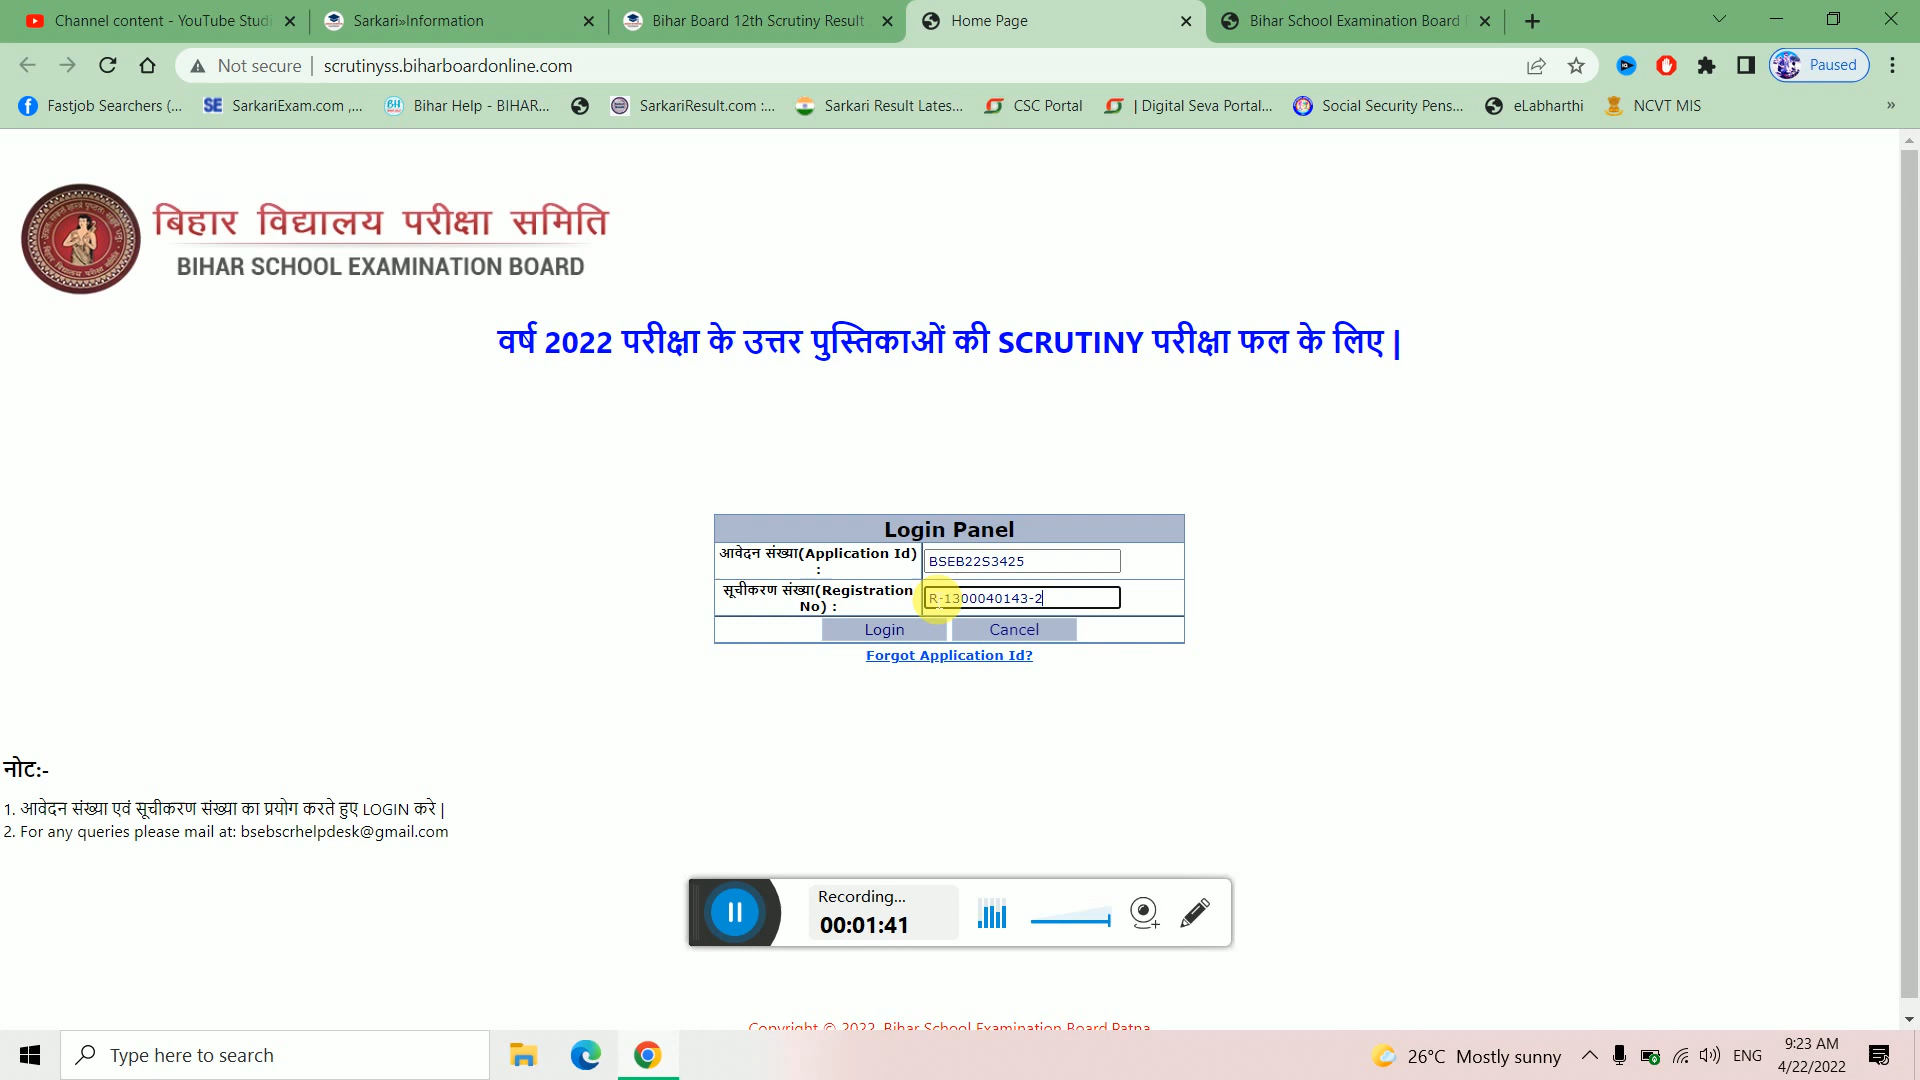 Channel content - YouTube Studi
Sarkari»Information
Bihar Board 12th Scrutiny Result
Home Page
Bihar School Examination Board
Not secure
scrutinyss.biharboardonline.com
Paused
Fastjob Searchers (...
SE SarkariExam.com ,...
BH Bihar Help - BIHAR...
SarkariResult.com :...
Sarkari Result Lates...
CSC Portal
| Digital Seva Portal...
Social Security Pens...
eLabharthi
NCVT MIS
»
बिहार विद्यालय परीक्षा समिति
BIHAR SCHOOL EXAMINATION BOARD
वर्ष 2022 परीक्षा के उत्तर पुस्तिकाओं की SCRUTINY परीक्षा फल के लिए |
Login Panel
आवेदन संख्या(Application Id)
:
BSEB22S3425
सूचीकरण संख्या(Registration
No) :
R-1300040143-2
Login
Cancel
Forgot Application Id?
नोट:-
1. आवेदन संख्या एवं सूचीकरण संख्या का प्रयोग करते हुए LOGIN करे |
2. For any queries please mail at: bsebscrhelpdesk@gmail.com
Recording...
00:01:41
Copyright © 2022, Bihar School Examination Board Patna
Type here to search
26°C Mostly sunny
ENG
9:23 AM
4/22/2022